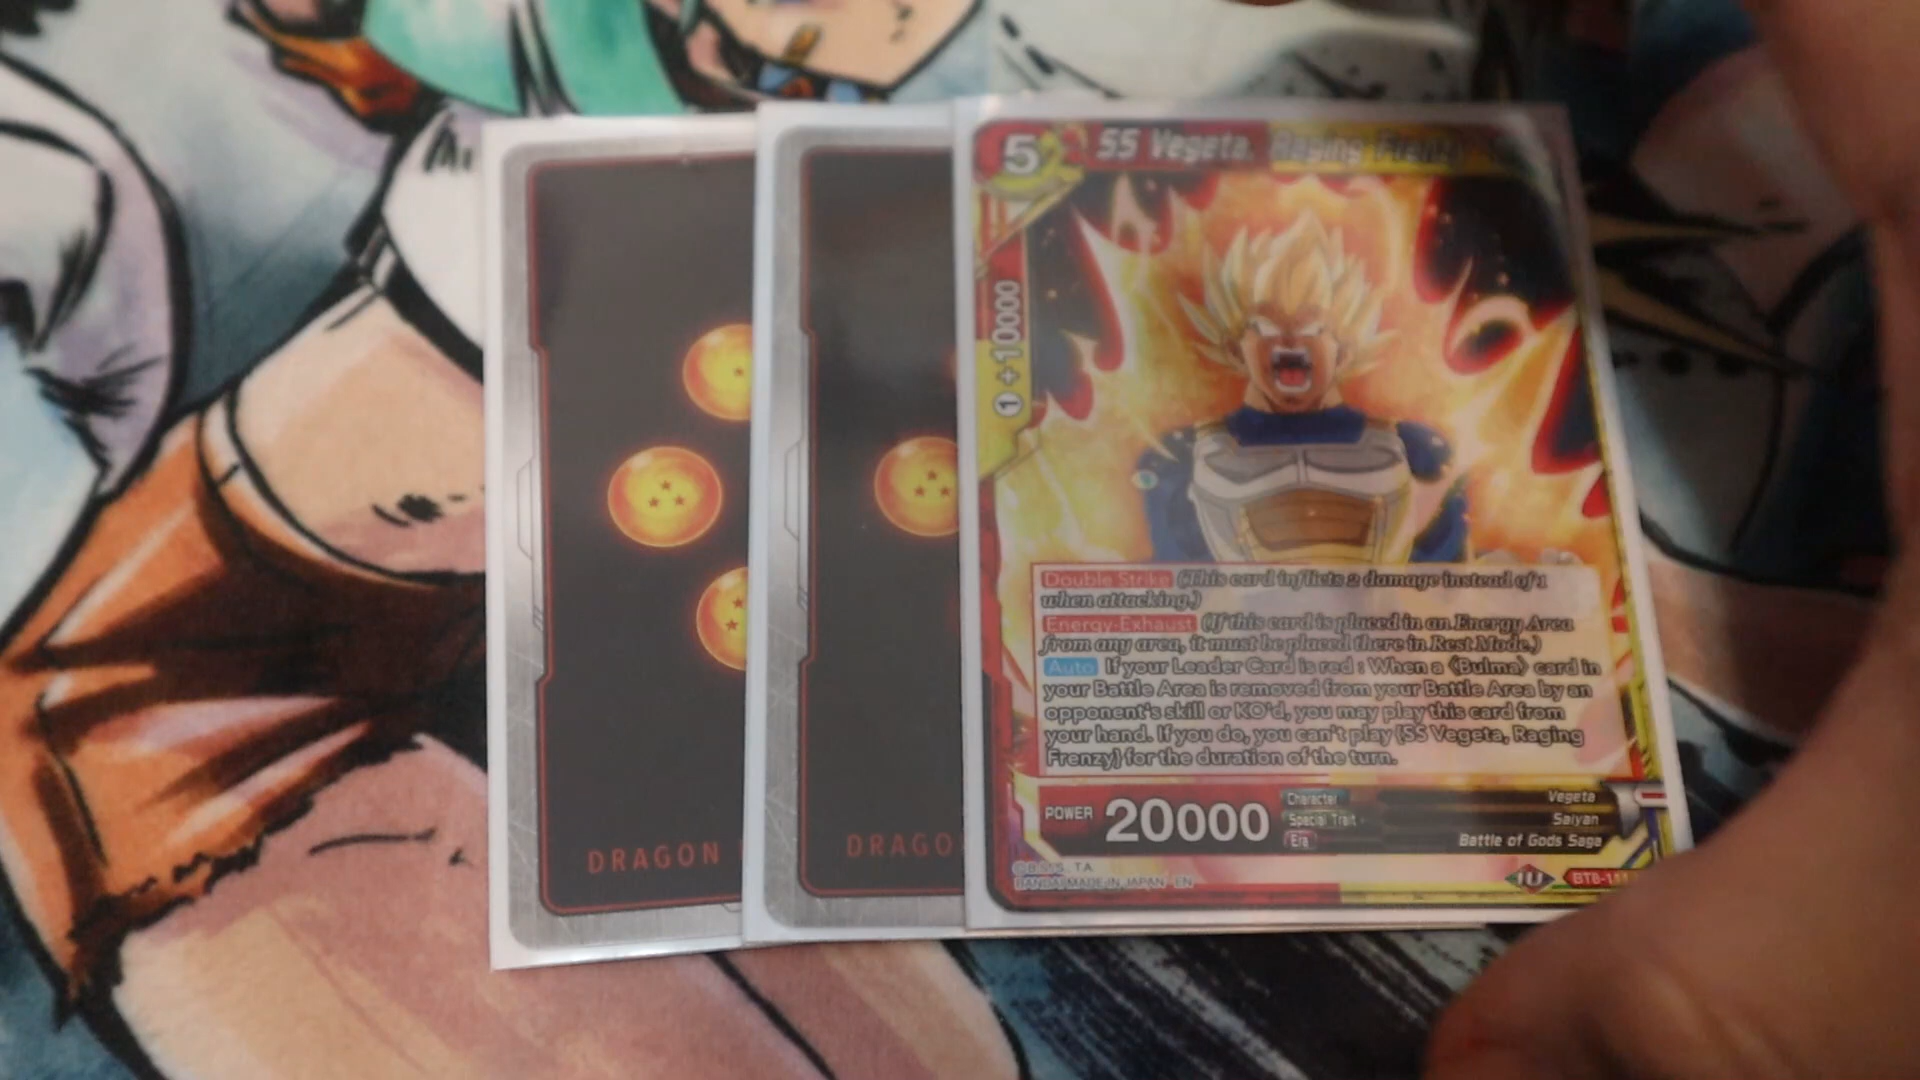 5 SS Vegeta, Raging Frenzy
1 +10000
Double Strike (This card inflicts 2 damage instead of 1
when attacking.)
Energy-Exhaust (If this card is placed in an Energy Area
from any area, it must be placed there in Rest Mode.)
Auto If your Leader Card is red : When a 《Bulma》 card in
your Battle Area is removed from your Battle Area by an
opponent's skill or KO'd, you may play this card from
your hand. If you do, you can't play {SS Vegeta, Raging
Frenzy} for the duration of the turn.
POWER 20000
Character Vegeta
Special Trait Saiyan
Era Battle of Gods Saga
BANDAI MADE IN JAPAN EN
DRAGON
DRAGO